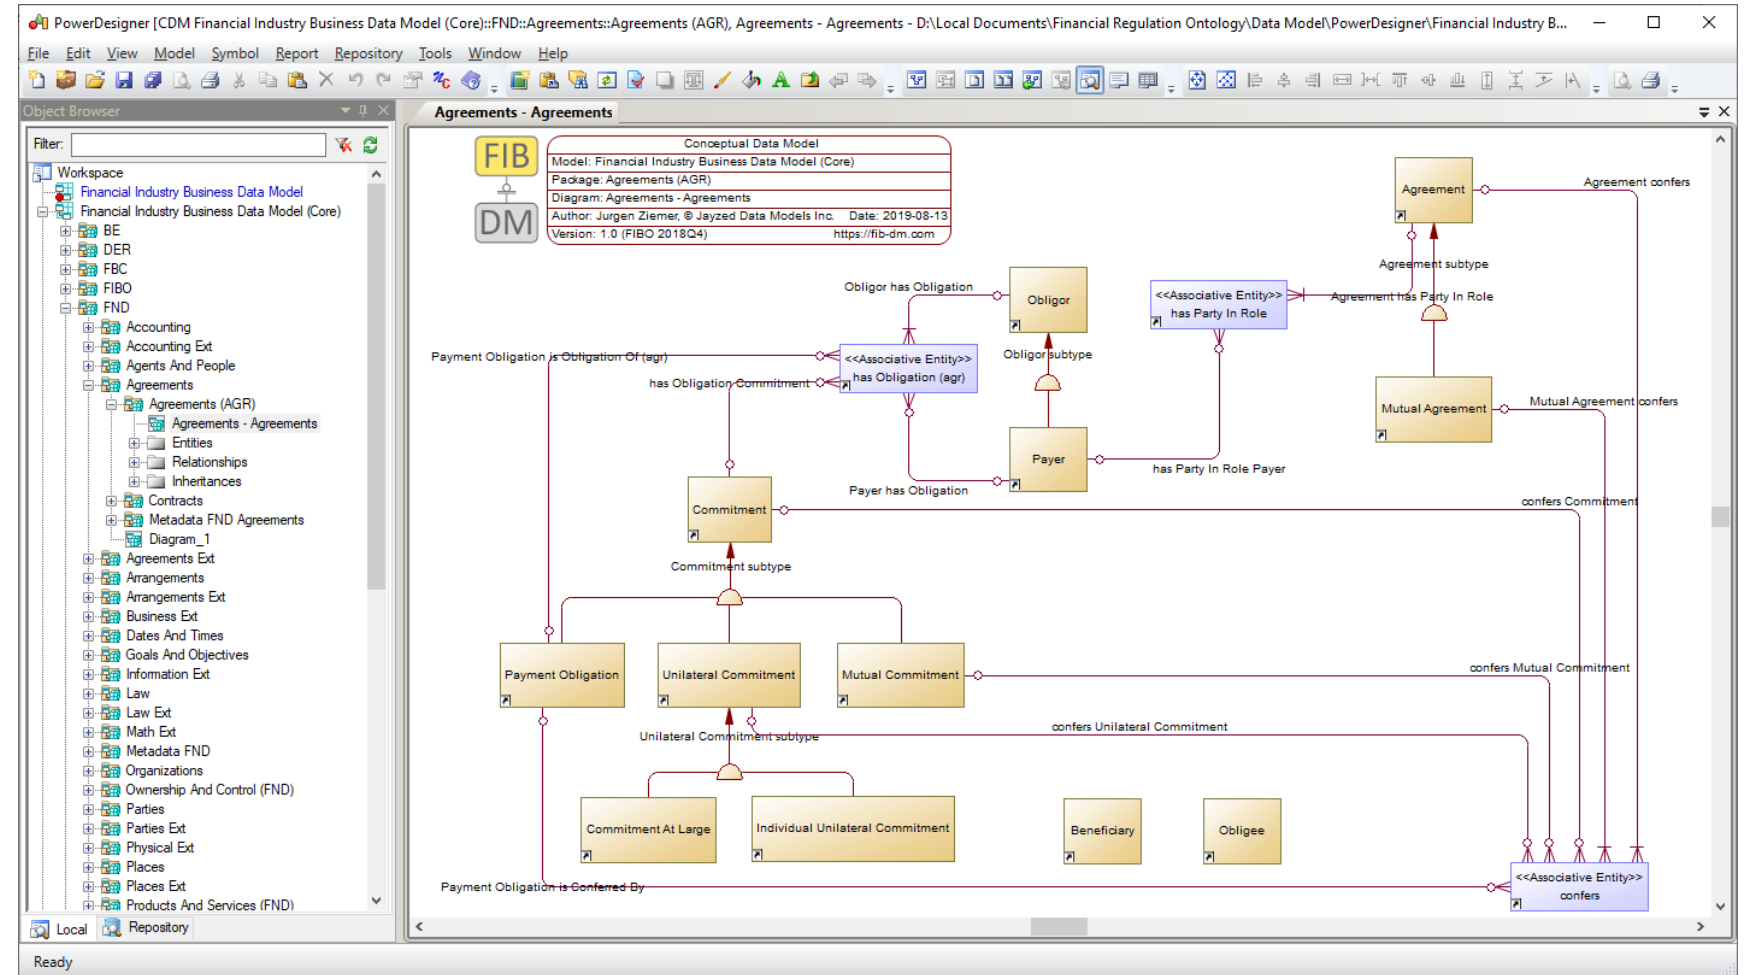 PowerDesigner [CDM Financial Industry Business Data Model (Core)::FND::Agreements::Agreements (AGR), Agreements - Agreements - D:\Local Documents\Financial Regulation Ontology\Data Model\PowerDesigner\Financial Industry B...
File Edit View Model Symbol Report Repository Tools Window Help
Object Browser
Filter:
Workspace
Financial Industry Business Data Model
Financial Industry Business Data Model (Core)
BE
DER
FBC
FIBO
FND
Accounting
Accounting Ext
Agents And People
Agreements
Agreements (AGR)
Agreements - Agreements
Entities
Relationships
Inheritances
Contracts
Metadata FND Agreements
Diagram_1
Agreements Ext
Arrangements
Arrangements Ext
Business Ext
Dates And Times
Goals And Objectives
Information Ext
Law
Law Ext
Math Ext
Metadata FND
Organizations
Ownership And Control (FND)
Parties
Parties Ext
Physical Ext
Places
Places Ext
Products And Services (FND)
Local Repository
Ready
Agreements - Agreements
FIB
DM
Conceptual Data Model
Model: Financial Industry Business Data Model (Core)
Package: Agreements (AGR)
Diagram: Agreements - Agreements
Author: Jurgen Ziemer, © Jayzed Data Models Inc. Date: 2019-08-13
Version: 1.0 (FIBO 2018Q4) https://fib-dm.com
Agreement
Agreement confers
Agreement subtype
Obligor has Obligation
Obligor
<<Associative Entity>>
has Party In Role
Agreement has Party In Role
Payment Obligation is Obligation Of (agr)
<<Associative Entity>>
has Obligation (agr)
Obligor subtype
has Obligation Commitment
Mutual Agreement
Mutual Agreement confers
Payer
has Party In Role Payer
Payer has Obligation
Commitment
confers Commitment
Commitment subtype
Payment Obligation
Unilateral Commitment
Mutual Commitment
confers Mutual Commitment
confers Unilateral Commitment
Unilateral Commitment subtype
Commitment At Large
Individual Unilateral Commitment
Beneficiary
Obligee
Payment Obligation is Conferred By
<<Associative Entity>>
confers